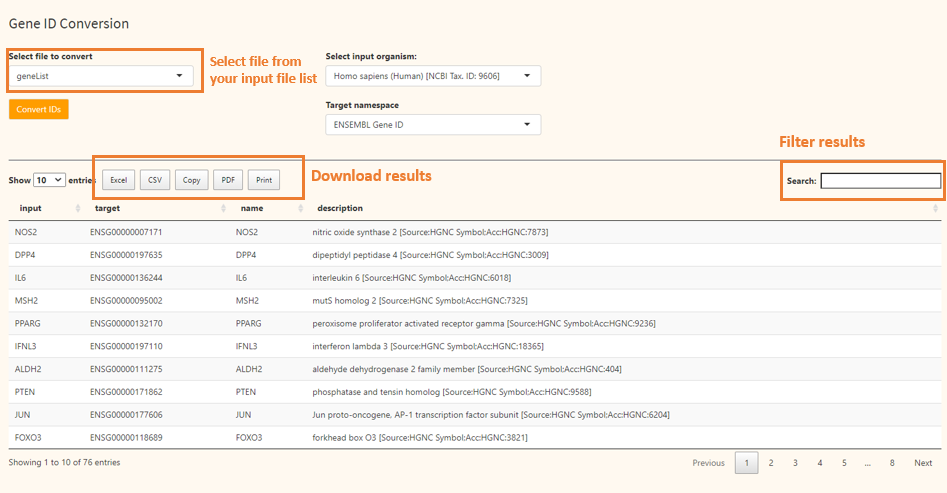 Gene ID Conversion
Select file to convert
geneList
Select file from
your input file list
Select input organism:
Homo sapiens (Human) [NCBI Tax. ID: 9606]
Convert IDs
Target namespace
ENSEMBL Gene ID
Filter results
Show 10 entries
Excel CSV Copy PDF Print
Download results
Search:
input target name description
NOS2 ENSG00000007171 NOS2 nitric oxide synthase 2 [Source:HGNC Symbol;Acc:HGNC:7873]
DPP4 ENSG00000197635 DPP4 dipeptidyl peptidase 4 [Source:HGNC Symbol;Acc:HGNC:3009]
IL6 ENSG00000136244 IL6 interleukin 6 [Source:HGNC Symbol;Acc:HGNC:6018]
MSH2 ENSG00000095002 MSH2 mutS homolog 2 [Source:HGNC Symbol;Acc:HGNC:7325]
PPARG ENSG00000132170 PPARG peroxisome proliferator activated receptor gamma [Source:HGNC Symbol;Acc:HGNC:9236]
IFNL3 ENSG00000197110 IFNL3 interferon lambda 3 [Source:HGNC Symbol;Acc:HGNC:18365]
ALDH2 ENSG00000111275 ALDH2 aldehyde dehydrogenase 2 family member [Source:HGNC Symbol;Acc:HGNC:404]
PTEN ENSG00000171862 PTEN phosphatase and tensin homolog [Source:HGNC Symbol;Acc:HGNC:9588]
JUN ENSG00000177606 JUN Jun proto-oncogene, AP-1 transcription factor subunit [Source:HGNC Symbol;Acc:HGNC:6204]
FOXO3 ENSG00000118689 FOXO3 forkhead box O3 [Source:HGNC Symbol;Acc:HGNC:3821]
Showing 1 to 10 of 76 entries
Previous 1 2 3 4 5 ... 8 Next